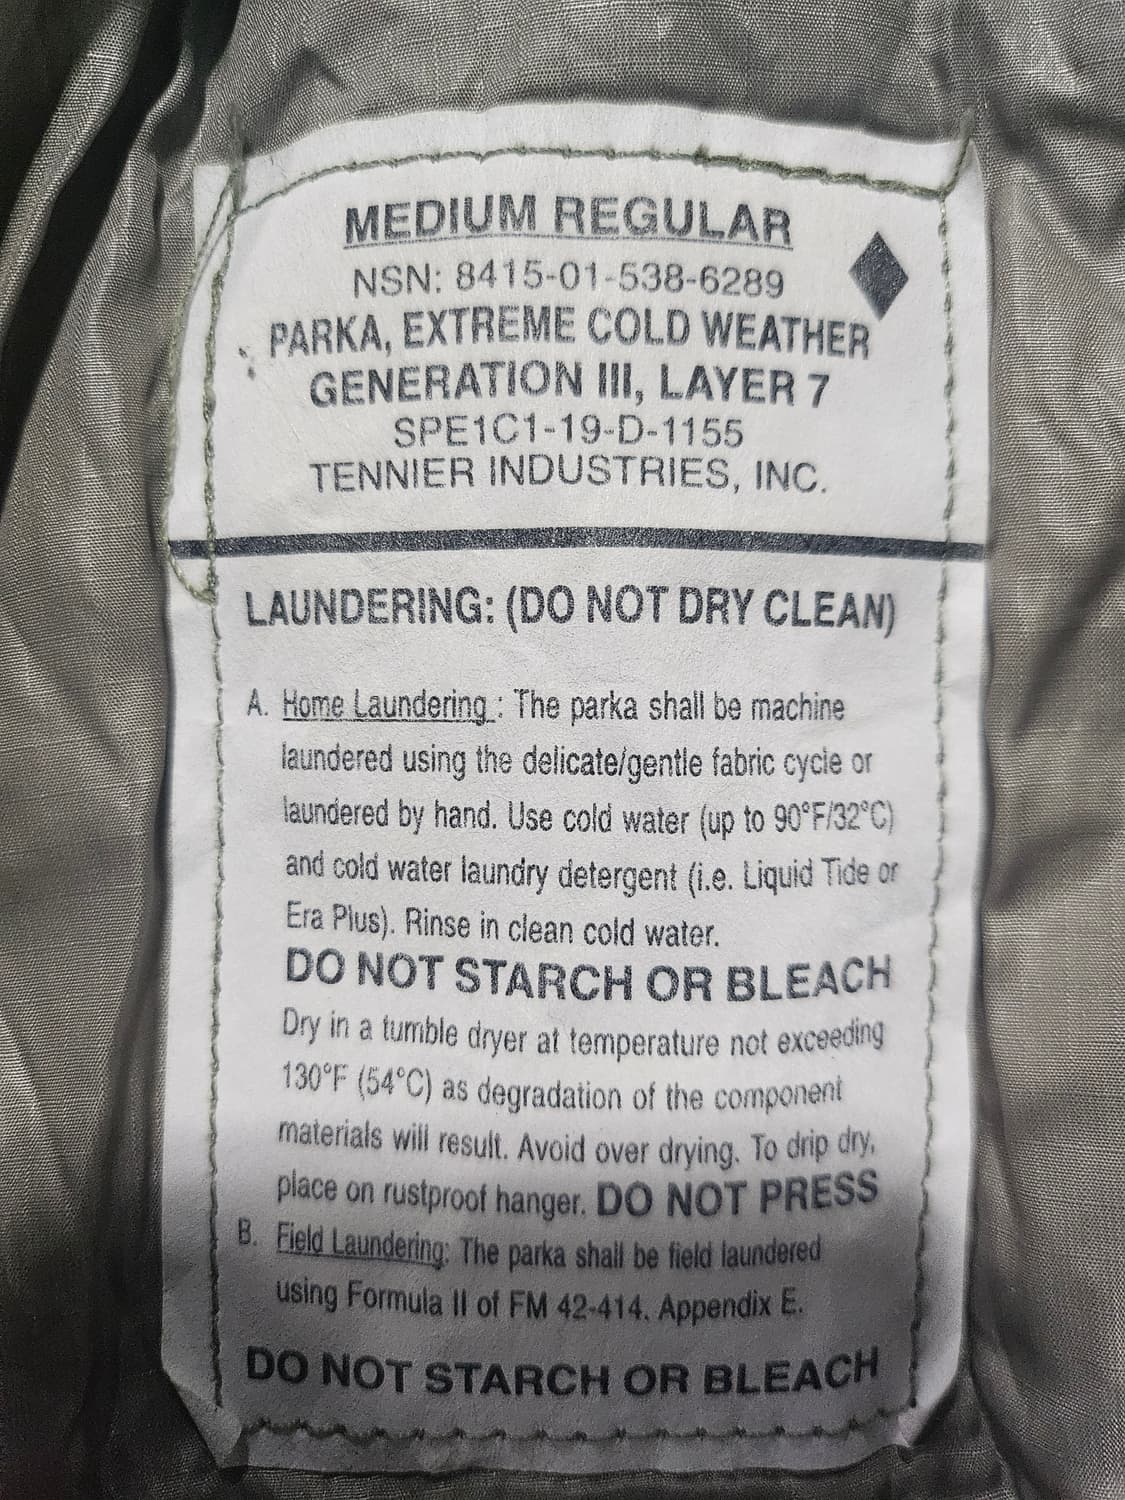 MEDIUM REGULAR
NSN: 8415-01-538-6289
PARKA, EXTREME COLD WEATHER
GENERATION III, LAYER 7
SPE1C1-19-D-1155
TENNIER INDUSTRIES, INC.
LAUNDERING: (DO NOT DRY CLEAN)
A. Home Laundering : The parka shall be machine
laundered using the delicate/gentle fabric cycle or
laundered by hand. Use cold water (up to 90°F/32°C)
and cold water laundry detergent (i.e. Liquid Tide or
Era Plus). Rinse in clean cold water.
DO NOT STARCH OR BLEACH
Dry in a tumble dryer at temperature not exceeding
130°F (54°C) as degradation of the component
materials will result. Avoid over drying. To drip dry,
place on rustproof hanger. DO NOT PRESS
B. Field Laundering: The parka shall be field laundered
using Formula II of FM 42-414. Appendix E.
DO NOT STARCH OR BLEACH